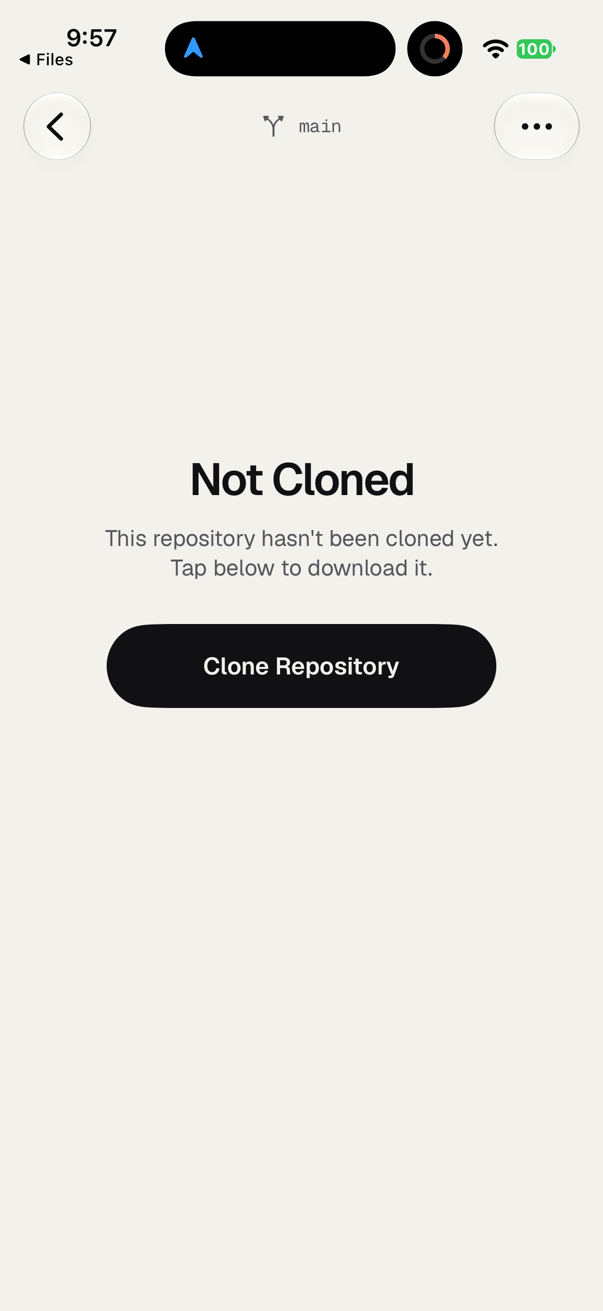 9:57
◀ Files
100
main
Not Cloned
This repository hasn't been cloned yet.
Tap below to download it.
Clone Repository